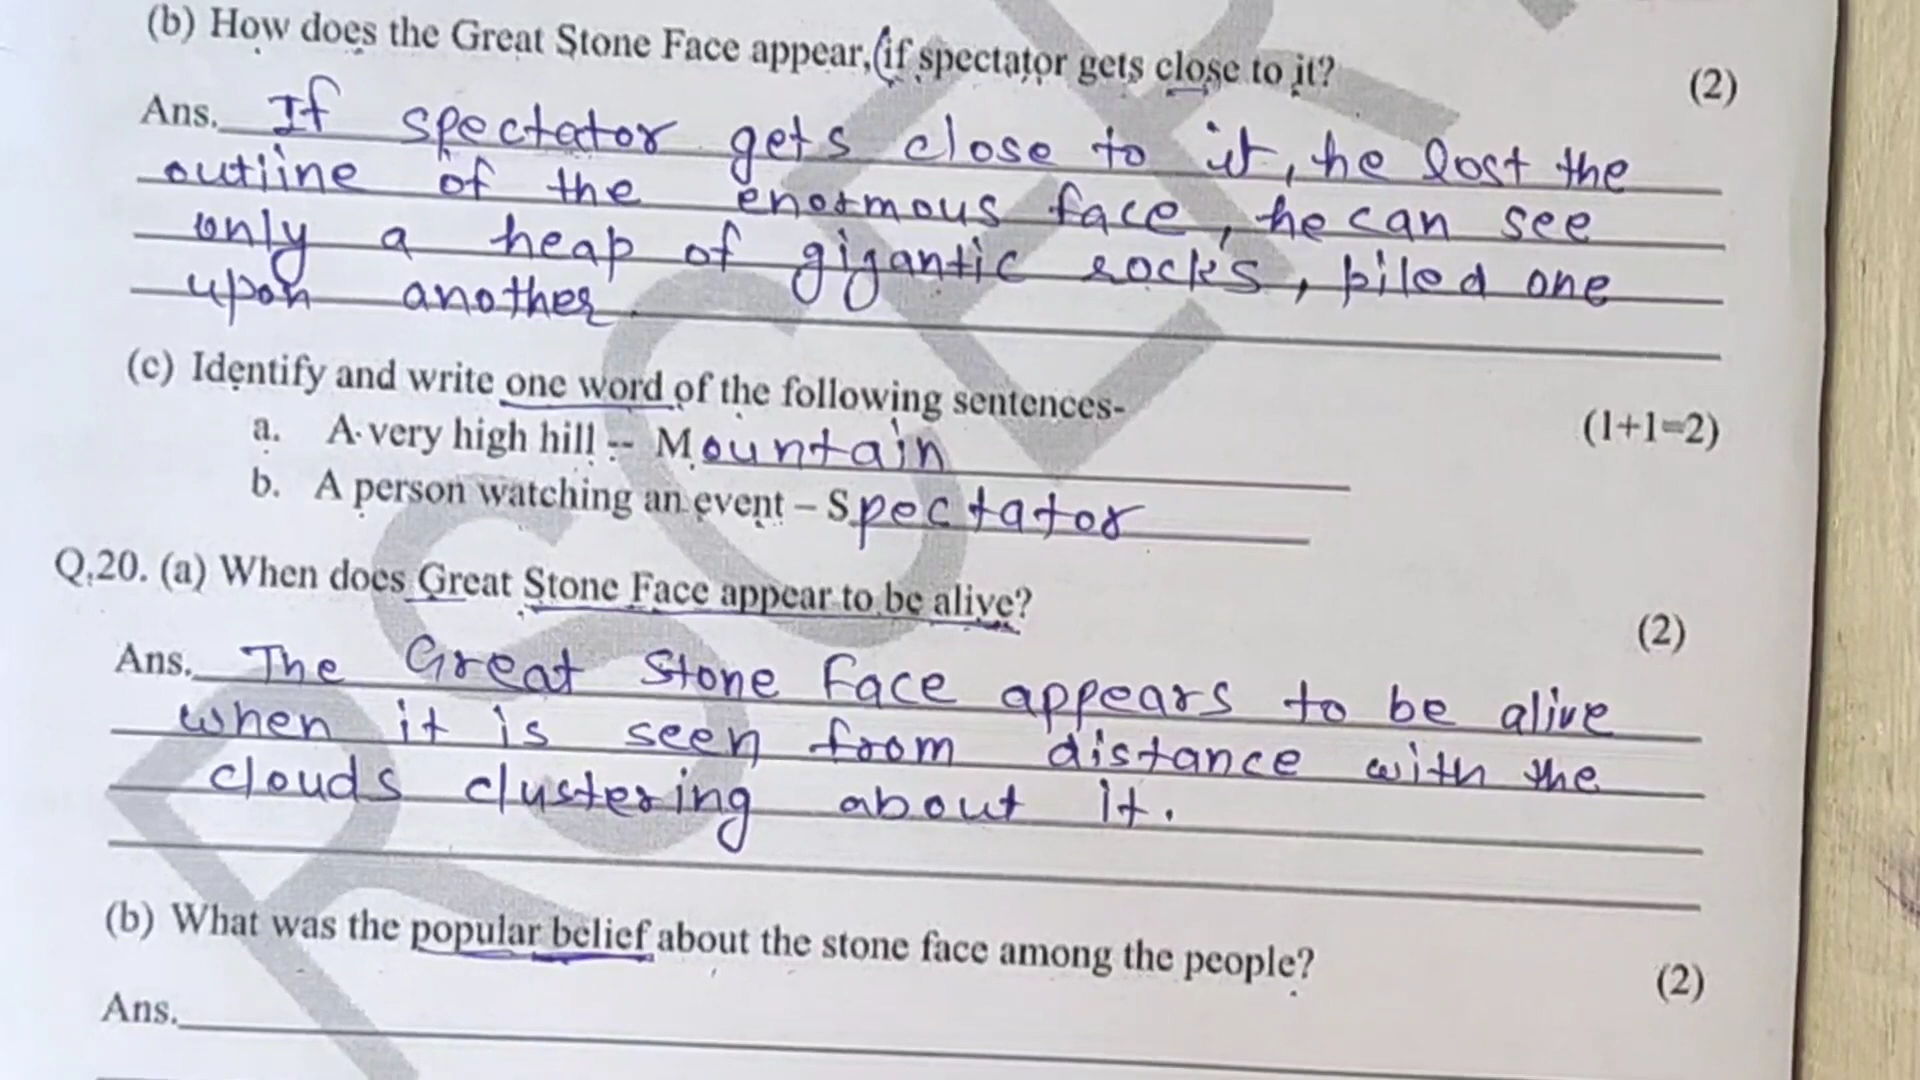 (b) How does the Great Stone Face appear, (if spectator gets close to it? (2)
Ans. If spectator gets close to it, he lost the
outiine of the enormous face, he can see
only a heap of gigantic rocks, piled one
upon another.
(c) Identify and write one word of the following sentences- (1+1=2)
a. A very high hill -- Mountain
b. A person watching an event – Spectator
Q.20. (a) When does Great Stone Face appear to be alive? (2)
Ans. The Great Stone Face appears to be alive
when it is seen from distance with the
clouds clustering about it.
(b) What was the popular belief about the stone face among the people? (2)
Ans.
RSCERT